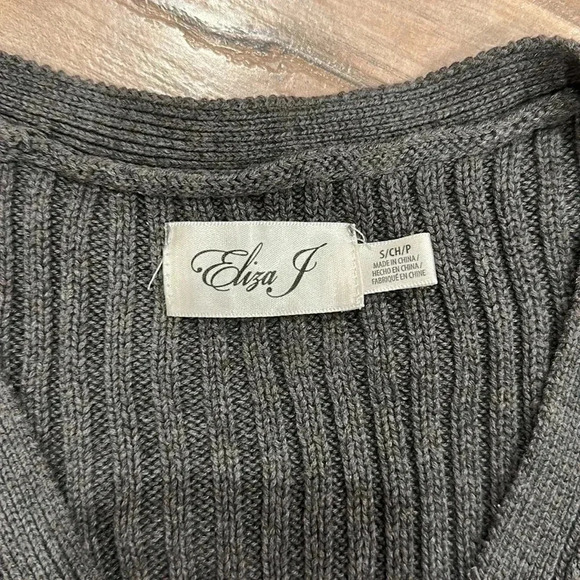 Eliza J
S/CH/P
MADE IN CHINA/
HECHO EN CHINA/
FABRIQUÉ EN CHINE